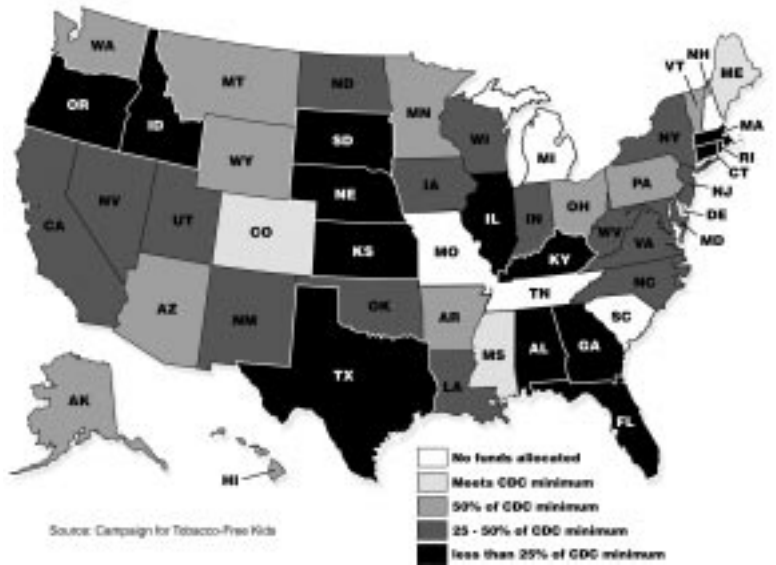 WA
NH
VT
ME
MT
ND
MN
OR
ID
MA
NY
WI
SD
MI
RI
WY
CT
PA
IA
NJ
NE
OH
NV
IL
IN
DE
UT
WV
CA
CO
VA
MD
KS
MO
KY
NC
TN
OK
AZ
NM
AR
SC
MS
AL
GA
TX
LA
AK
FL
HI
No funds allocated
Meets CDC minimum
50% of CDC minimum
25 - 50% of CDC minimum
less than 25% of CDC minimum
Source: Campaign for Tobacco-Free Kids